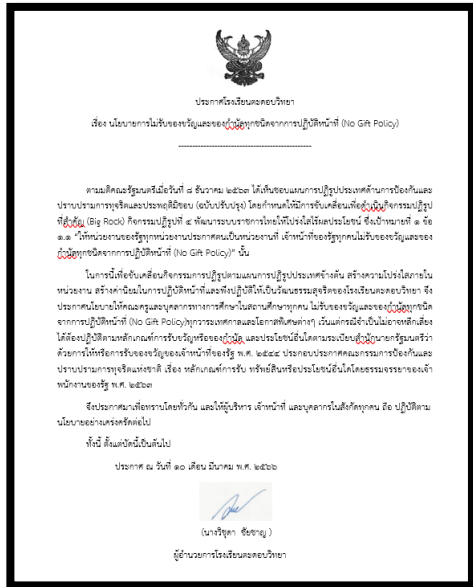 ประกาศโรงเรียนตะดอบวิทยา
เรื่อง นโยบายการไม่รับของขวัญและของกำนัลทุกชนิดจากการปฏิบัติหน้าที่ (No Gift Policy)
--------------------------------------------------
ตามมติคณะรัฐมนตรีเมื่อวันที่ ๘ ธันวาคม ๒๕๖๓ ได้เห็นชอบแผนการปฏิรูปประเทศด้านการป้องกันและ
ปราบปรามการทุจริตและประพฤติมิชอบ (ฉบับปรับปรุง) โดยกำหนดให้มีการขับเคลื่อนเพื่อดำเนินกิจกรรมปฏิรูป
ที่สำคัญ (Big Rock) กิจกรรมปฏิรูปที่ ๔ พัฒนาระบบราชการไทยให้โปร่งใสไร้ผลประโยชน์ ซึ่งเป้าหมายที่ ๑ ข้อ
๑.๑ "ให้หน่วยงานของรัฐทุกหน่วยงานประกาศตนเป็นหน่วยงานที่ เจ้าหน้าที่ของรัฐทุกคนไม่รับของขวัญและของ
กำนัลทุกชนิดจากการปฏิบัติหน้าที่ (No Gift Policy)" นั้น
ในการนี้เพื่อขับเคลื่อนกิจกรรมการปฏิรูปตามแผนการปฏิรูปประเทศข้างต้น สร้างความโปร่งใสภายใน
หน่วยงาน สร้างค่านิยมในการปฏิบัติหน้าที่และพึงปฏิบัติให้เป็นวัฒนธรรมสุจริตของโรงเรียนตะดอบวิทยา จึง
ประกาศนโยบายให้คณะครูและบุคลากรทางการศึกษาในสถานศึกษาทุกคน ไม่รับของขวัญและของกำนัลทุกชนิด
จากการปฏิบัติหน้าที่ (No Gift Policy)ทุกวาระเทศกาลและโอกาสพิเศษต่างๆ เว้นแต่กรณีจำเป็นไม่อาจหลีกเลี่ยง
ได้ต้องปฏิบัติตามหลักเกณฑ์การรับขวัญหรือของกำนัล และประโยชน์อื่นใดตามระเบียบสำนักนายกรัฐมนตรีว่า
ด้วยการให้หรือการรับของขวัญของเจ้าหน้าที่ของรัฐ พ.ศ. ๒๕๔๔ ประกอบประกาศคณะกรรมการป้องกันและ
ปราบปรามการทุจริตแห่งชาติ เรื่อง หลักเกณฑ์การรับ ทรัพย์สินหรือประโยชน์อื่นใดโดยธรรมจรรยาของเจ้า
พนักงานของรัฐ พ.ศ. ๒๕๖๓
จึงประกาศมาเพื่อทราบโดยทั่วกัน และให้ผู้บริหาร เจ้าหน้าที่ และบุคลากรในสังกัดทุกคน ถือ ปฏิบัติตาม
นโยบายอย่างเคร่งครัดต่อไป
ทั้งนี้ ตั้งแต่บัดนี้เป็นต้นไป
ประกาศ ณ วันที่ ๑๐ เดือน มีนาคม พ.ศ. ๒๕๖๖
(นางวิชุดา ชัยชาญ )
ผู้อำนวยการโรงเรียนตะดอบวิทยา